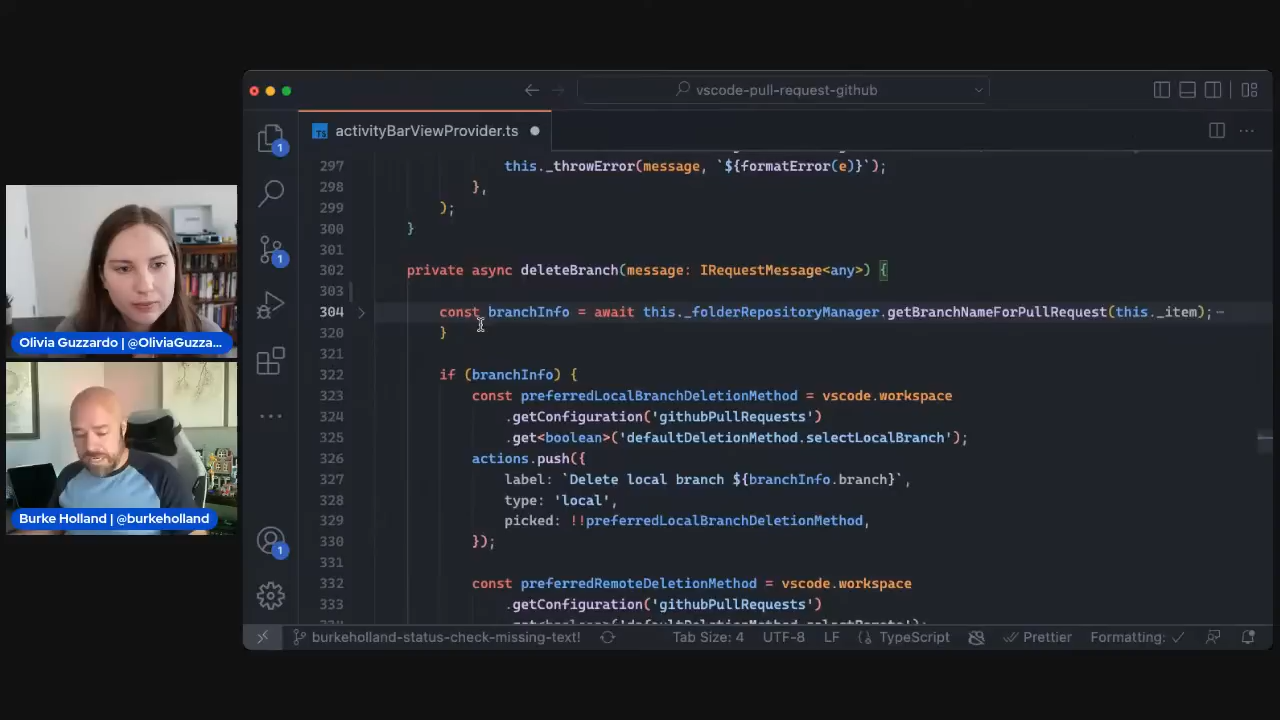 vscode-pull-request-github
TS activityBarViewProvider.ts
297 this._throwError(message, `${formatError(e)}`);
298 },
299 );
300 }
301
302 private async deleteBranch(message: IRequestMessage<any>) {
303
304 const branchInfo = await this._folderRepositoryManager.getBranchNameForPullRequest(this._item); ⋯
320 }
321
322 if (branchInfo) {
323 const preferredLocalBranchDeletionMethod = vscode.workspace
324 .getConfiguration('githubPullRequests')
325 .get<boolean>('defaultDeletionMethod.selectLocalBranch');
326 actions.push({
327 label: `Delete local branch ${branchInfo.branch}`,
328 type: 'local',
329 picked: !!preferredLocalBranchDeletionMethod,
330 });
331
332 const preferredRemoteDeletionMethod = vscode.workspace
333 .getConfiguration('githubPullRequests')
1
1
1
Olivia Guzzardo | @OliviaGuzza...
Burke Holland | @burkeholland
burkeholland-status-check-missing-text! Tab Size: 4 UTF-8 LF TypeScript Prettier Formatting: